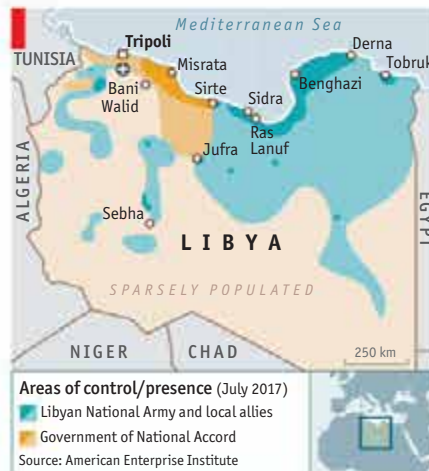 Mediterranean Sea
TUNISIA
Tripoli
Misrata
Bani
Walid
Sirte
Sidra
Ras
Lanuf
Benghazi
Derna
Tobruk
Jufra
Sebha
ALGERIA
EGYPT
LIBYA
SPARSELY POPULATED
NIGER
CHAD
250 km
Areas of control/presence (July 2017)
Libyan National Army and local allies
Government of National Accord
Source: American Enterprise Institute